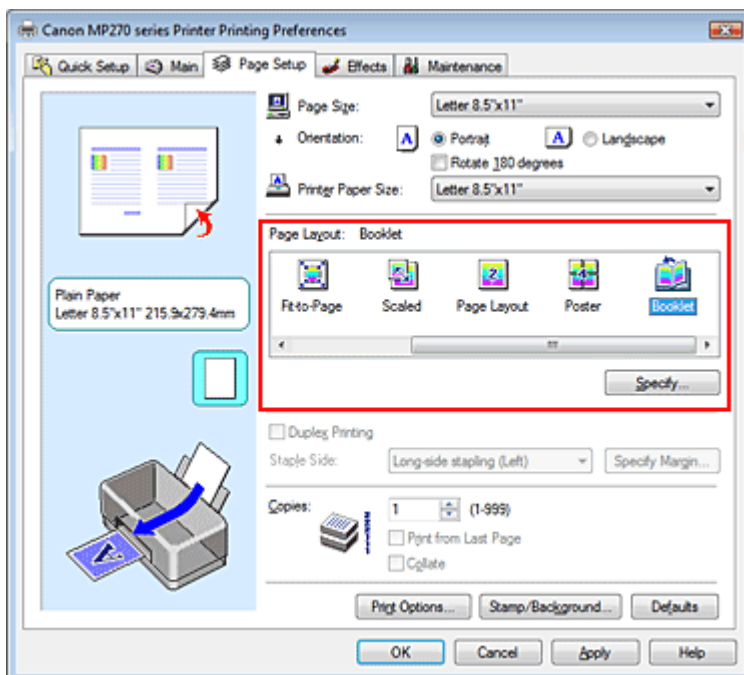 Canon MP270 series Printer Printing Preferences
Quick Setup Main Page Setup Effects Maintenance
Page Size: Letter 8.5"x11"
Orientation: A Portrait A Landscape
Rotate 180 degrees
Printer Paper Size: Letter 8.5"x11"
Page Layout: Booklet
Fit-to-Page Scaled Page Layout Poster Booklet
Specify...
Plain Paper
Letter 8.5"x11" 215.9x279.4mm
Duplex Printing
Staple Side: Long-side stapling (Left) Specify Margin...
Copies: 1 (1-999)
Print from Last Page
Collate
A
Print Options... Stamp/Background... Defaults
OK Cancel Apply Help